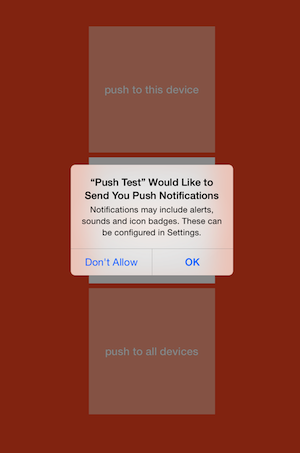 push to this device
“Push Test” Would Like to
Send You Push Notifications
Notifications may include alerts,
sounds and icon badges. These can
be configured in Settings.
Don't Allow
OK
push to all devices